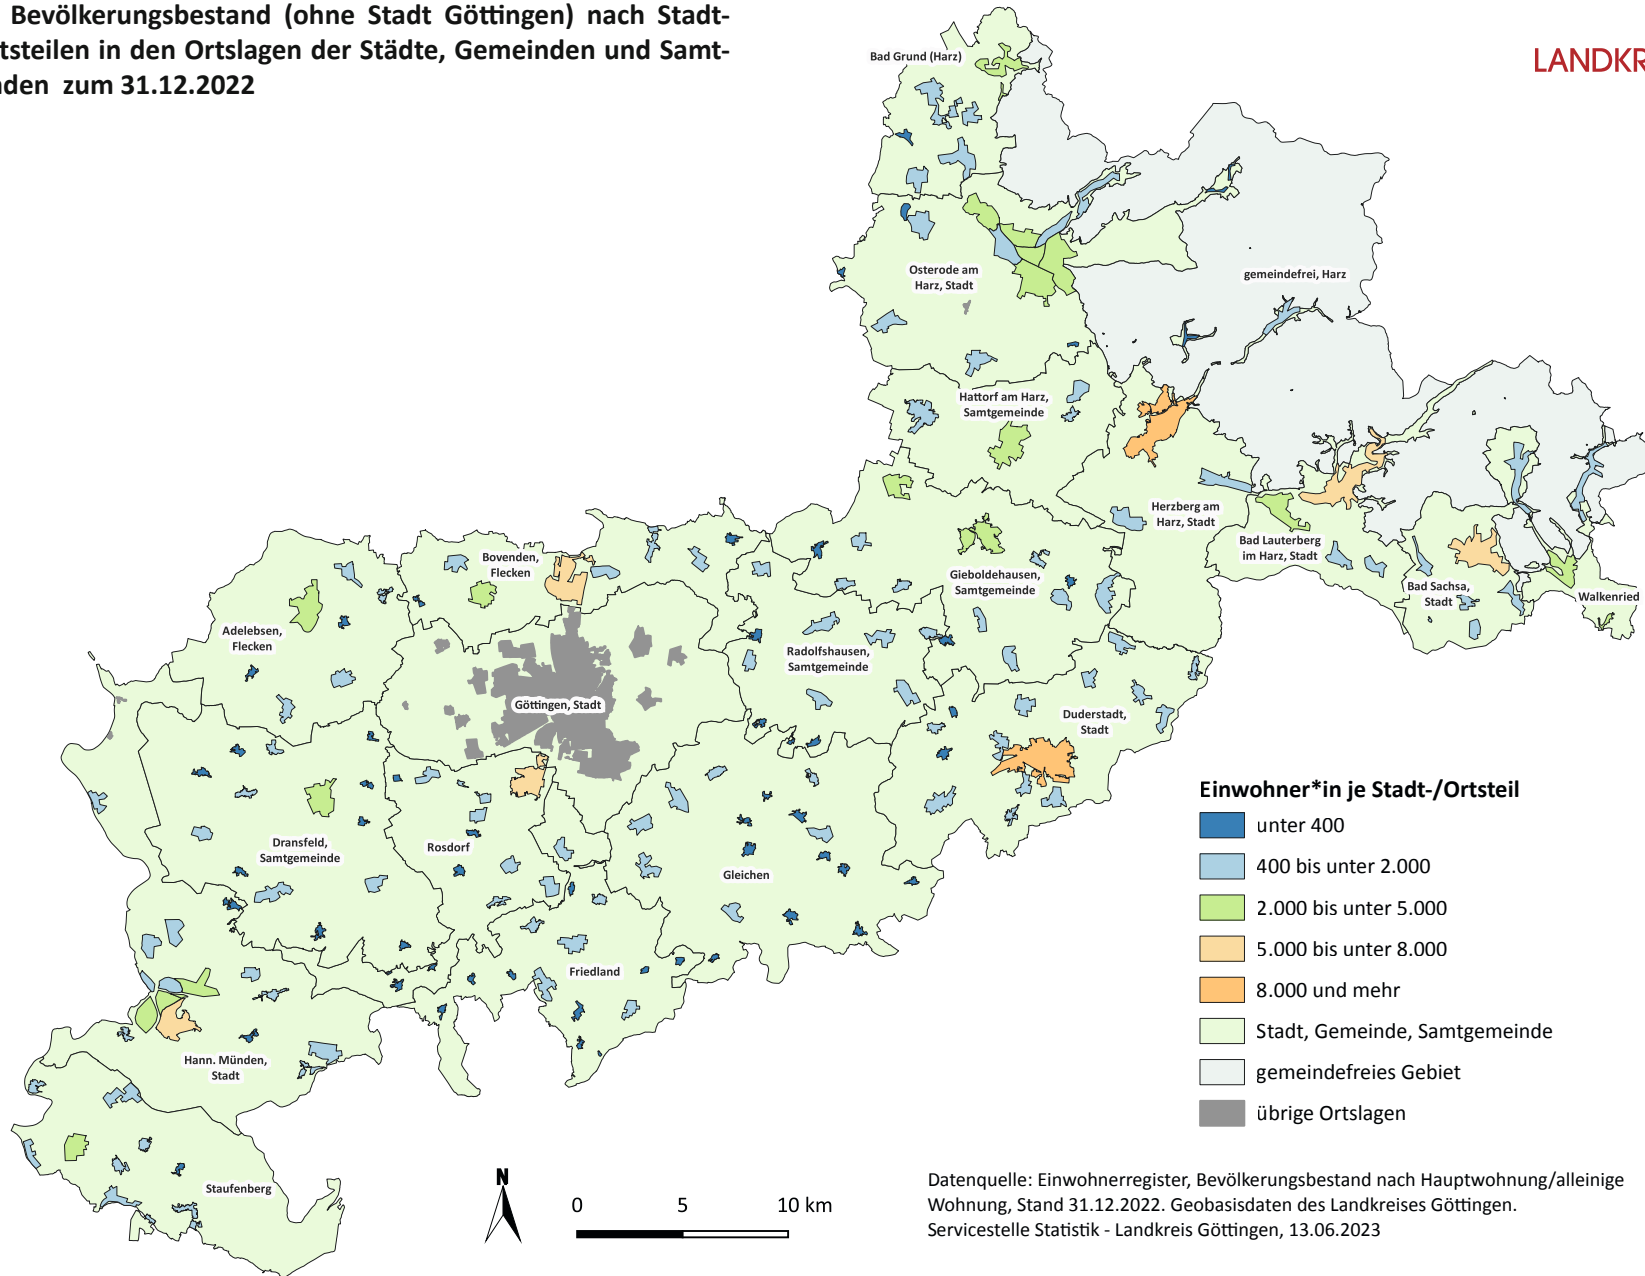 Bevölkerungsbestand (ohne Stadt Göttingen) nach Stadt-
tsteilen in den Ortslagen der Städte, Gemeinden und Samt-
nden zum 31.12.2022
LANDKR
Bad Grund (Harz)
Osterode am
Harz, Stadt
gemeindefrei, Harz
Hattorf am Harz,
Samtgemeinde
Herzberg am
Harz, Stadt
Bad Lauterberg
im Harz, Stadt
Bad Sachsa,
Stadt
Walkenried
Bovenden,
Flecken
Gieboldehausen,
Samtgemeinde
Adelebsen,
Flecken
Radolfshausen,
Samtgemeinde
Göttingen, Stadt
Duderstadt,
Stadt
Dransfeld,
Samtgemeinde
Rosdorf
Gleichen
Friedland
Hann. Münden,
Stadt
Staufenberg
Einwohner*in je Stadt-/Ortsteil
unter 400
400 bis unter 2.000
2.000 bis unter 5.000
5.000 bis unter 8.000
8.000 und mehr
Stadt, Gemeinde, Samtgemeinde
gemeindefreies Gebiet
übrige Ortslagen
N
0 5 10 km
Datenquelle: Einwohnerregister, Bevölkerungsbestand nach Hauptwohnung/alleinige
Wohnung, Stand 31.12.2022. Geobasisdaten des Landkreises Göttingen.
Servicestelle Statistik - Landkreis Göttingen, 13.06.2023